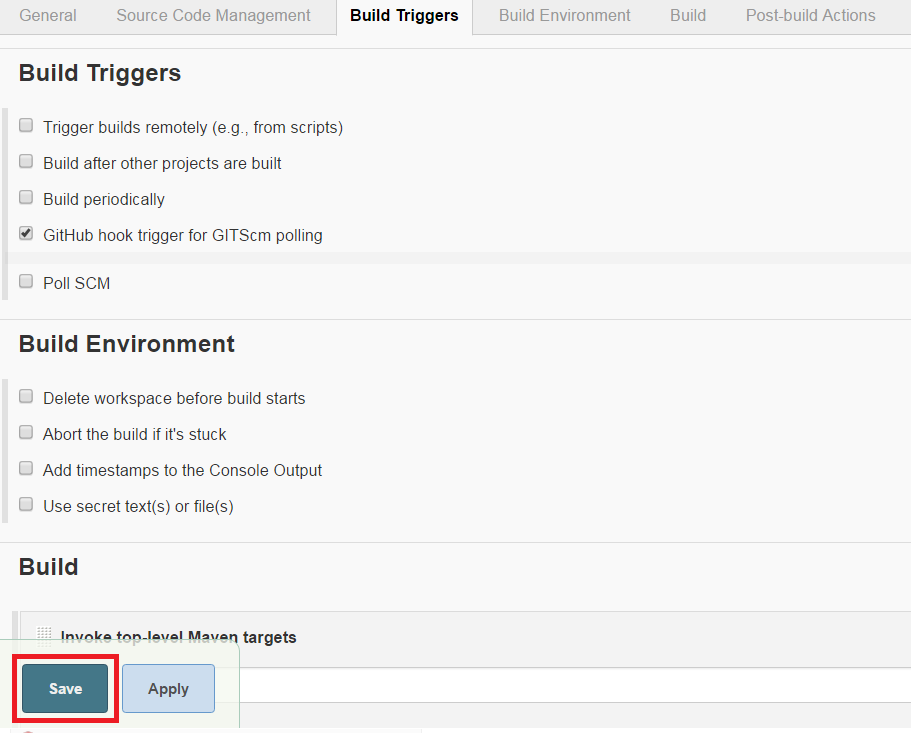 General Source Code Management Build Triggers Build Environment Build Post-build Actions
Build Triggers
Trigger builds remotely (e.g., from scripts)
Build after other projects are built
Build periodically
GitHub hook trigger for GITScm polling
Poll SCM
Build Environment
Delete workspace before build starts
Abort the build if it's stuck
Add timestamps to the Console Output
Use secret text(s) or file(s)
Build
Invoke top-level Maven targets
Save Apply